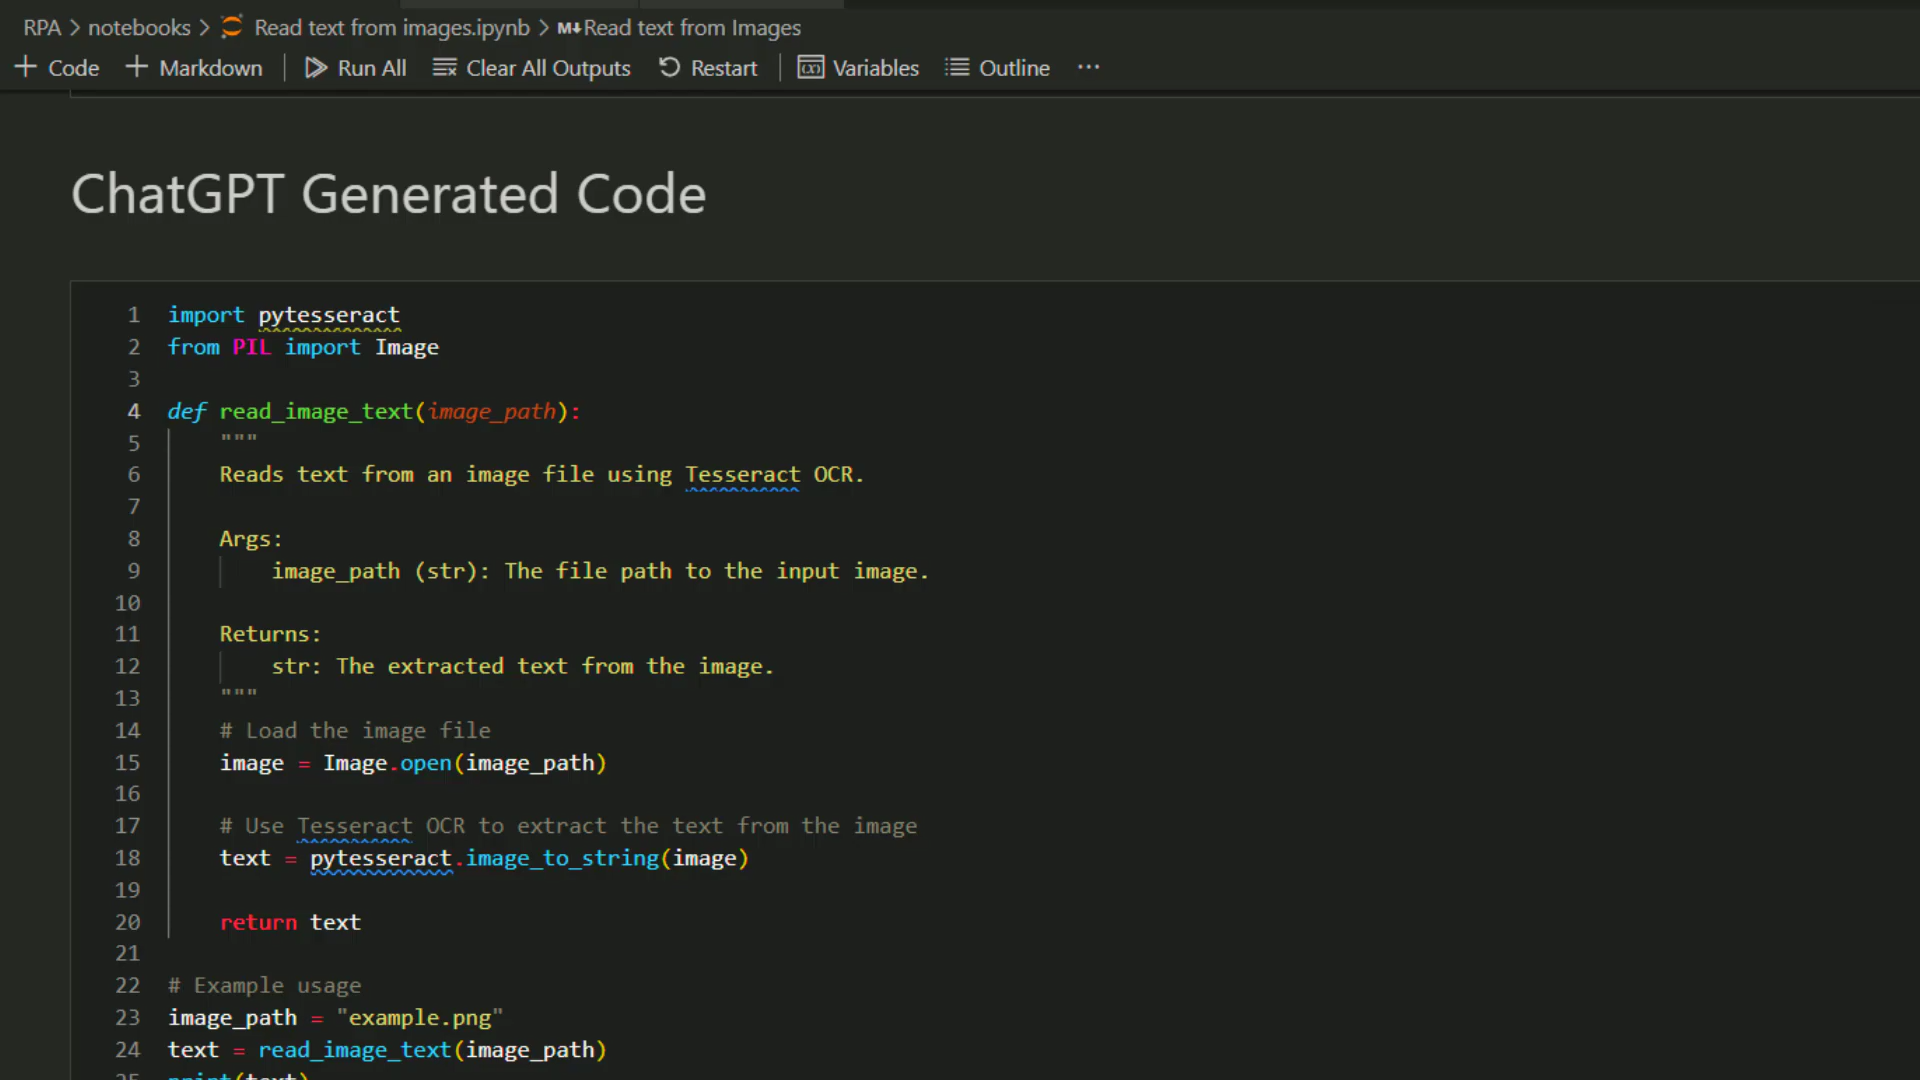 RPA > notebooks > Read text from images.ipynb > M↓Read text from Images
+ Code + Markdown | Run All Clear All Outputs Restart | Variables Outline ...
ChatGPT Generated Code
1 import pytesseract
2 from PIL import Image
3
4 def read_image_text(image_path):
5     """
6     Reads text from an image file using Tesseract OCR.
7
8     Args:
9         image_path (str): The file path to the input image.
10
11     Returns:
12         str: The extracted text from the image.
13     """
14     # Load the image file
15     image = Image.open(image_path)
16
17     # Use Tesseract OCR to extract the text from the image
18     text = pytesseract.image_to_string(image)
19
20     return text
21
22 # Example usage
23 image_path = "example.png"
24 text = read_image_text(image_path)
25 print(text)